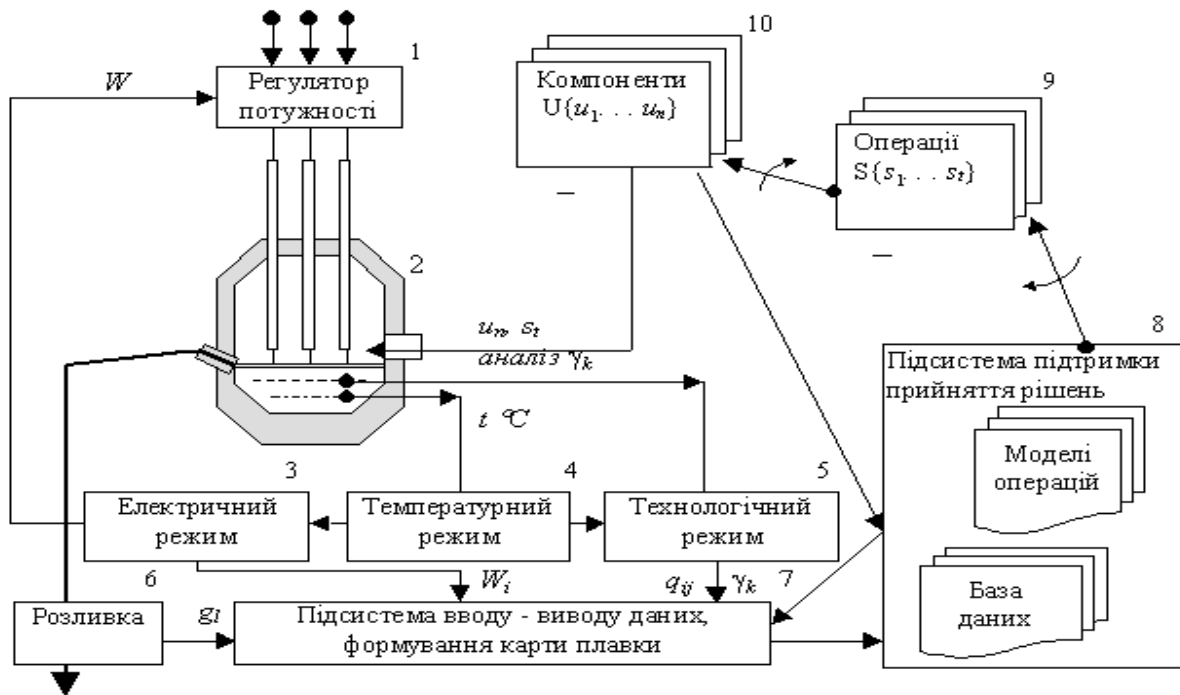 1
10
W
Регулятор
потужності
Компоненти
U{u₁. . . uₙ}
9
Операції
S{s₁. . . sₜ}
2
uₙ, sₜ
аналіз γₖ
t °C
8
Підсистема підтримки
прийняття рішень
Моделі
операцій
3
4
5
Електричний
режим
Температурний
режим
Технологічний
режим
6
Wᵢ
qᵢⱼ
γₖ
7
База
даних
Розливка
gₗ
Підсистема вводу - виводу даних,
формування карти плавки